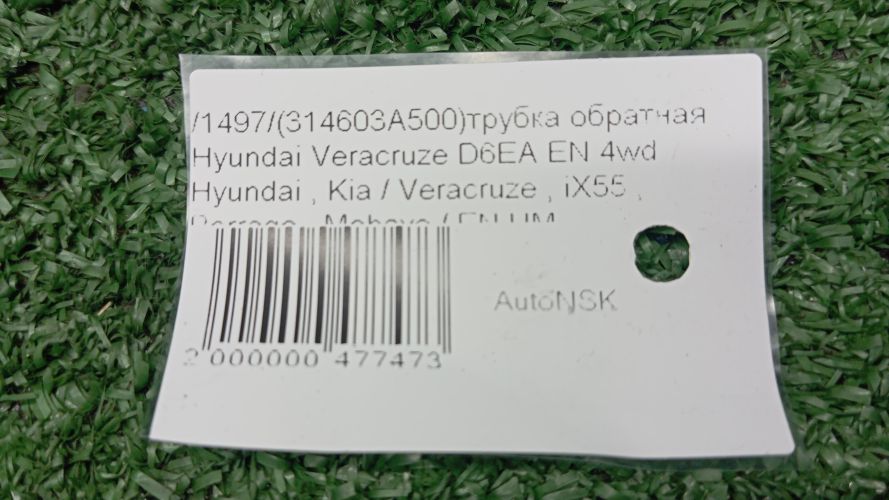 /1497/(314603A500)трубка обратная
Hyundai Veracruze D6EA EN 4wd
Hyundai , Kia / Veracruze , iX55 ,
2 000000 477473
AutoNSK